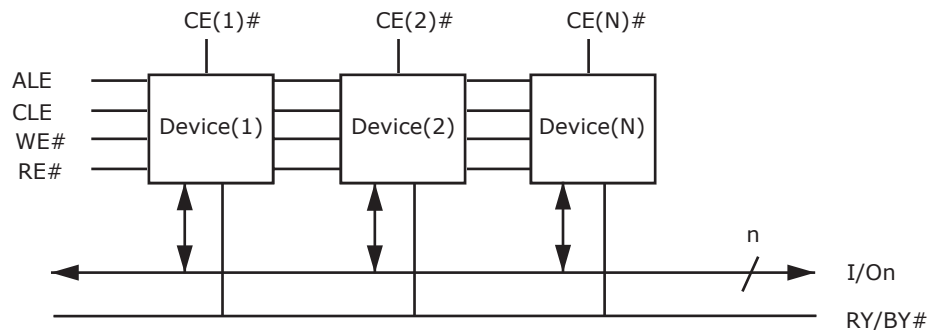 CE(1)# CE(2)# CE(N)#
ALE
CLE
WE#
RE#
Device(1) Device(2) Device(N)
n
I/On
RY/BY#